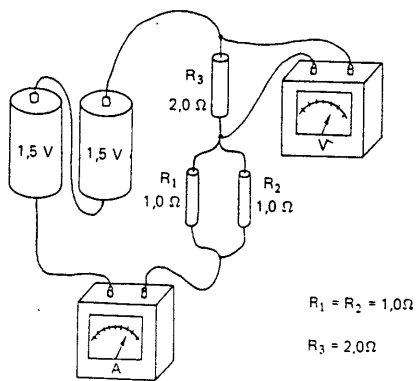 R₃
2,0 Ω
1,5 V
1,5 V
V
R₁
1,0 Ω
R₂
1,0 Ω
A
R₁ = R₂ = 1,0Ω
R₃ = 2,0Ω